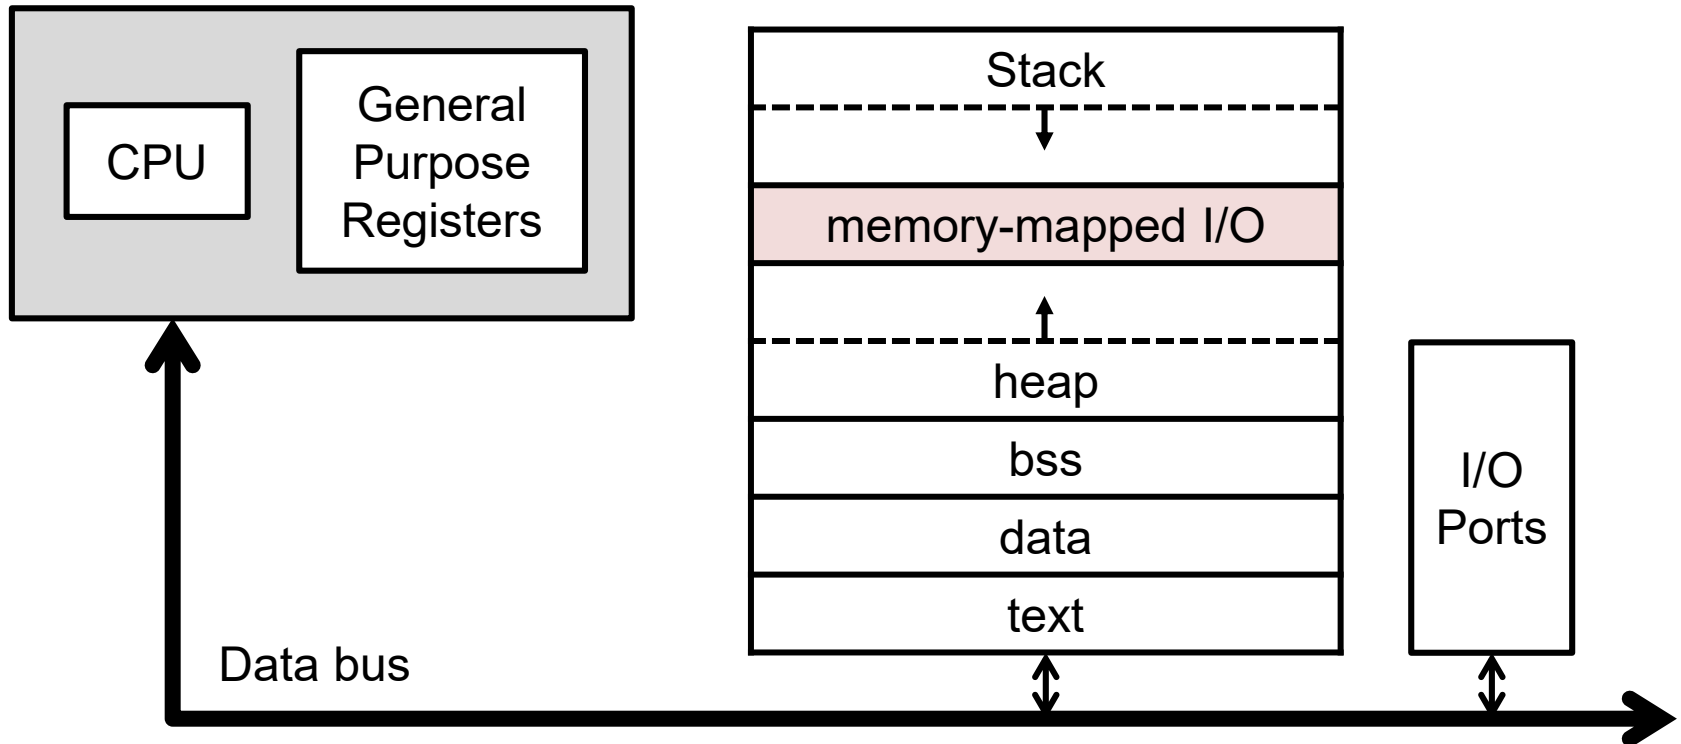 CPU
General
Purpose
Registers
Stack
memory-mapped I/O
heap
bss
data
text
I/O
Ports
Data bus